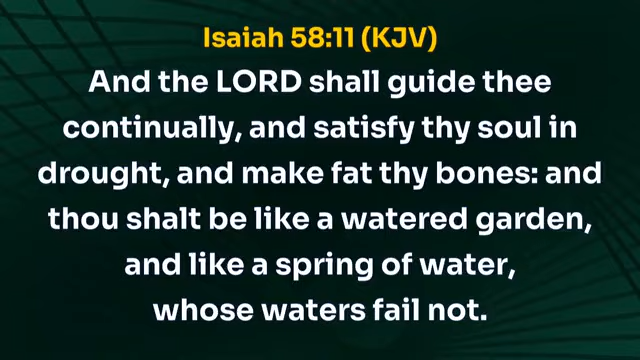 Isaiah 58:11 (KJV)
And the LORD shall guide thee
continually, and satisfy thy soul in
drought, and make fat thy bones: and
thou shalt be like a watered garden,
and like a spring of water,
whose waters fail not.